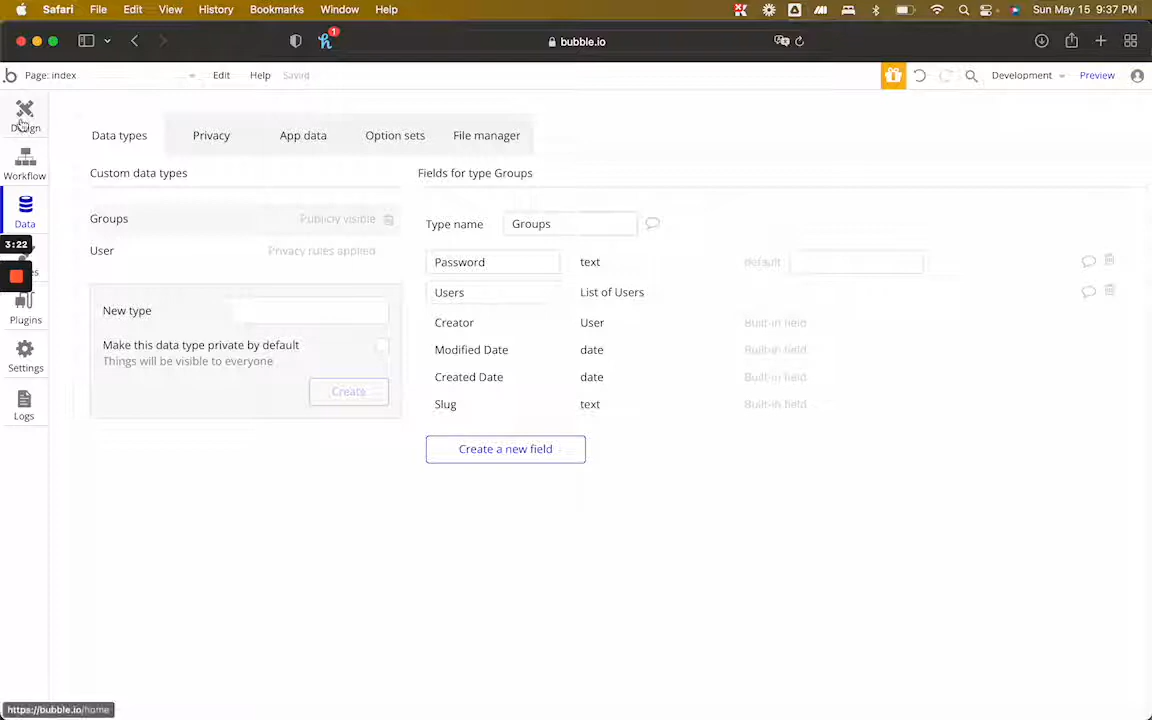 Safari File Edit View History Bookmarks Window Help Sun May 15 9:37 PM
1
bubble.io
Page: index Edit Help Saved Development Preview
Design
Workflow
Data
3:22
Plugins
Settings
Logs
Data types Privacy App data Option sets File manager
Custom data types
Groups Publicly visible
User Privacy rules applied
New type
Make this data type private by default
Things will be visible to everyone
Create
Fields for type Groups
Type name Groups
Password text default
Users List of Users
Creator User Built-in field
Modified Date date Built-in field
Created Date date Built-in field
Slug text Built-in field
Create a new field
https://bubble.io/home